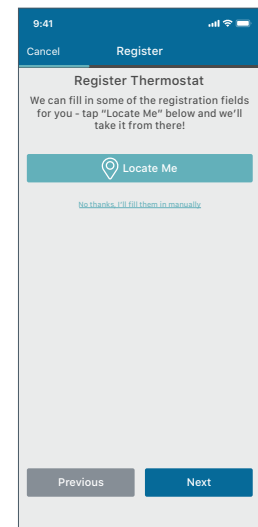 9:41
Cancel Register
Register Thermostat
We can fill in some of the registration fields
for you - tap “Locate Me” below and we’ll
take it from there!
Locate Me
No thanks, I'll fill them in manually
Previous Next